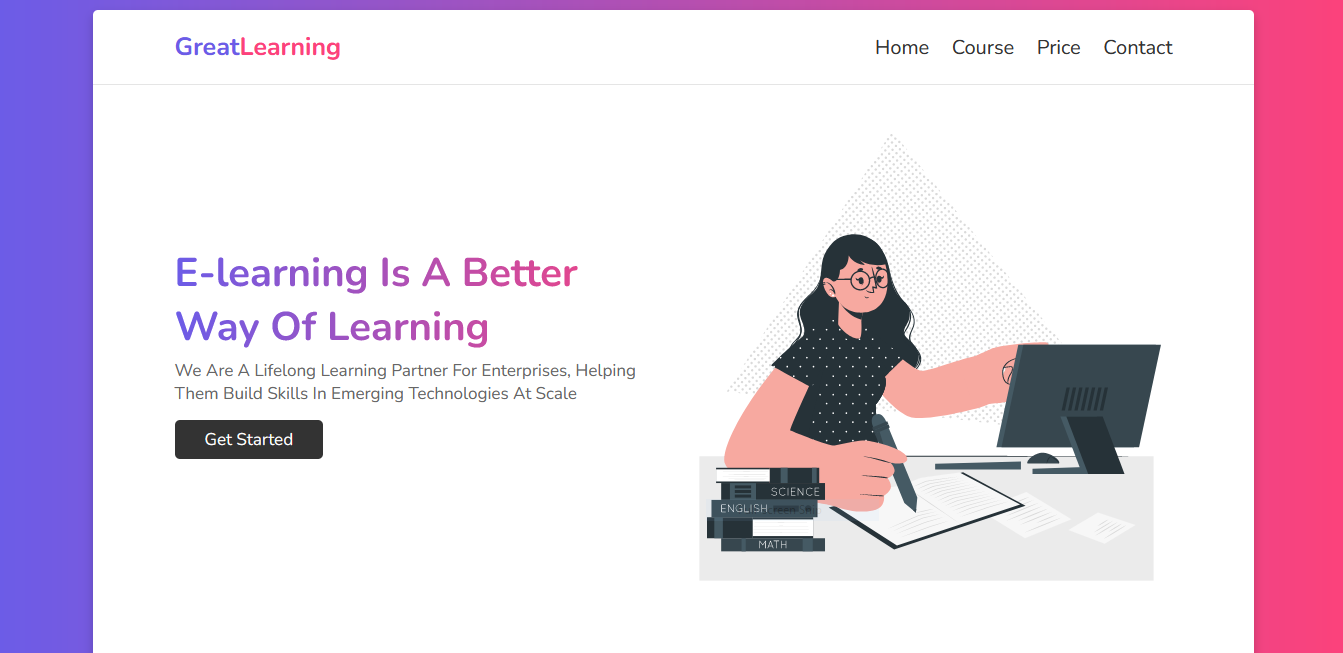 GreatLearning
Home Course Price Contact
E-learning Is A Better
Way Of Learning
We Are A Lifelong Learning Partner For Enterprises, Helping
Them Build Skills In Emerging Technologies At Scale
Get Started
SCIENCE
ENGLISH
MATH